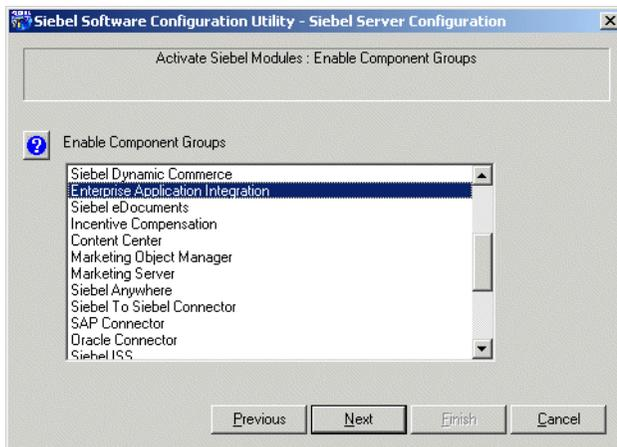 Siebel Software Configuration Utility - Siebel Server Configuration
Activate Siebel Modules : Enable Component Groups
Enable Component Groups
Siebel Dynamic Commerce
Enterprise Application Integration
Siebel eDocuments
Incentive Compensation
Content Center
Marketing Object Manager
Marketing Server
Siebel Anywhere
Siebel To Siebel Connector
SAP Connector
Oracle Connector
Siebel ISS
Previous Next Finish Cancel